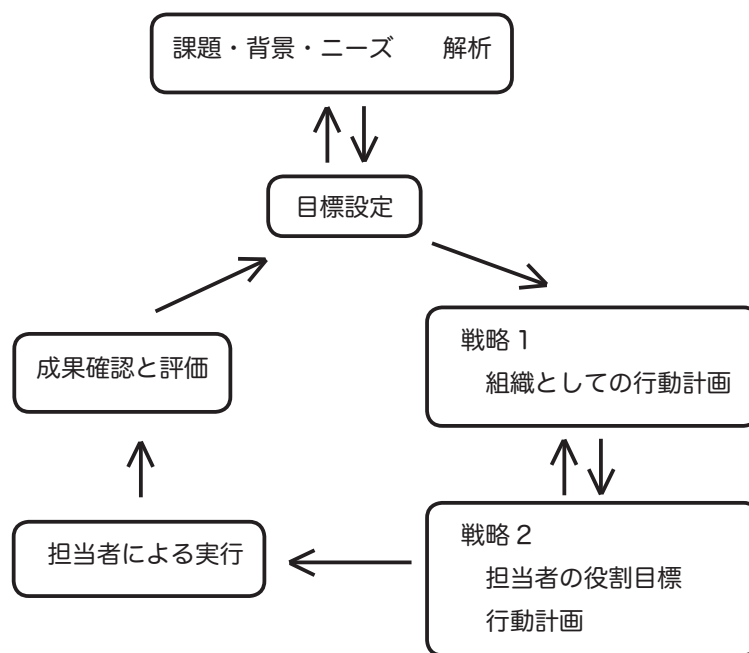 課題・背景・ニーズ　　解析
目標設定
戦略1
組織としての行動計画
成果確認と評価
戦略2
担当者の役割目標
行動計画
担当者による実行